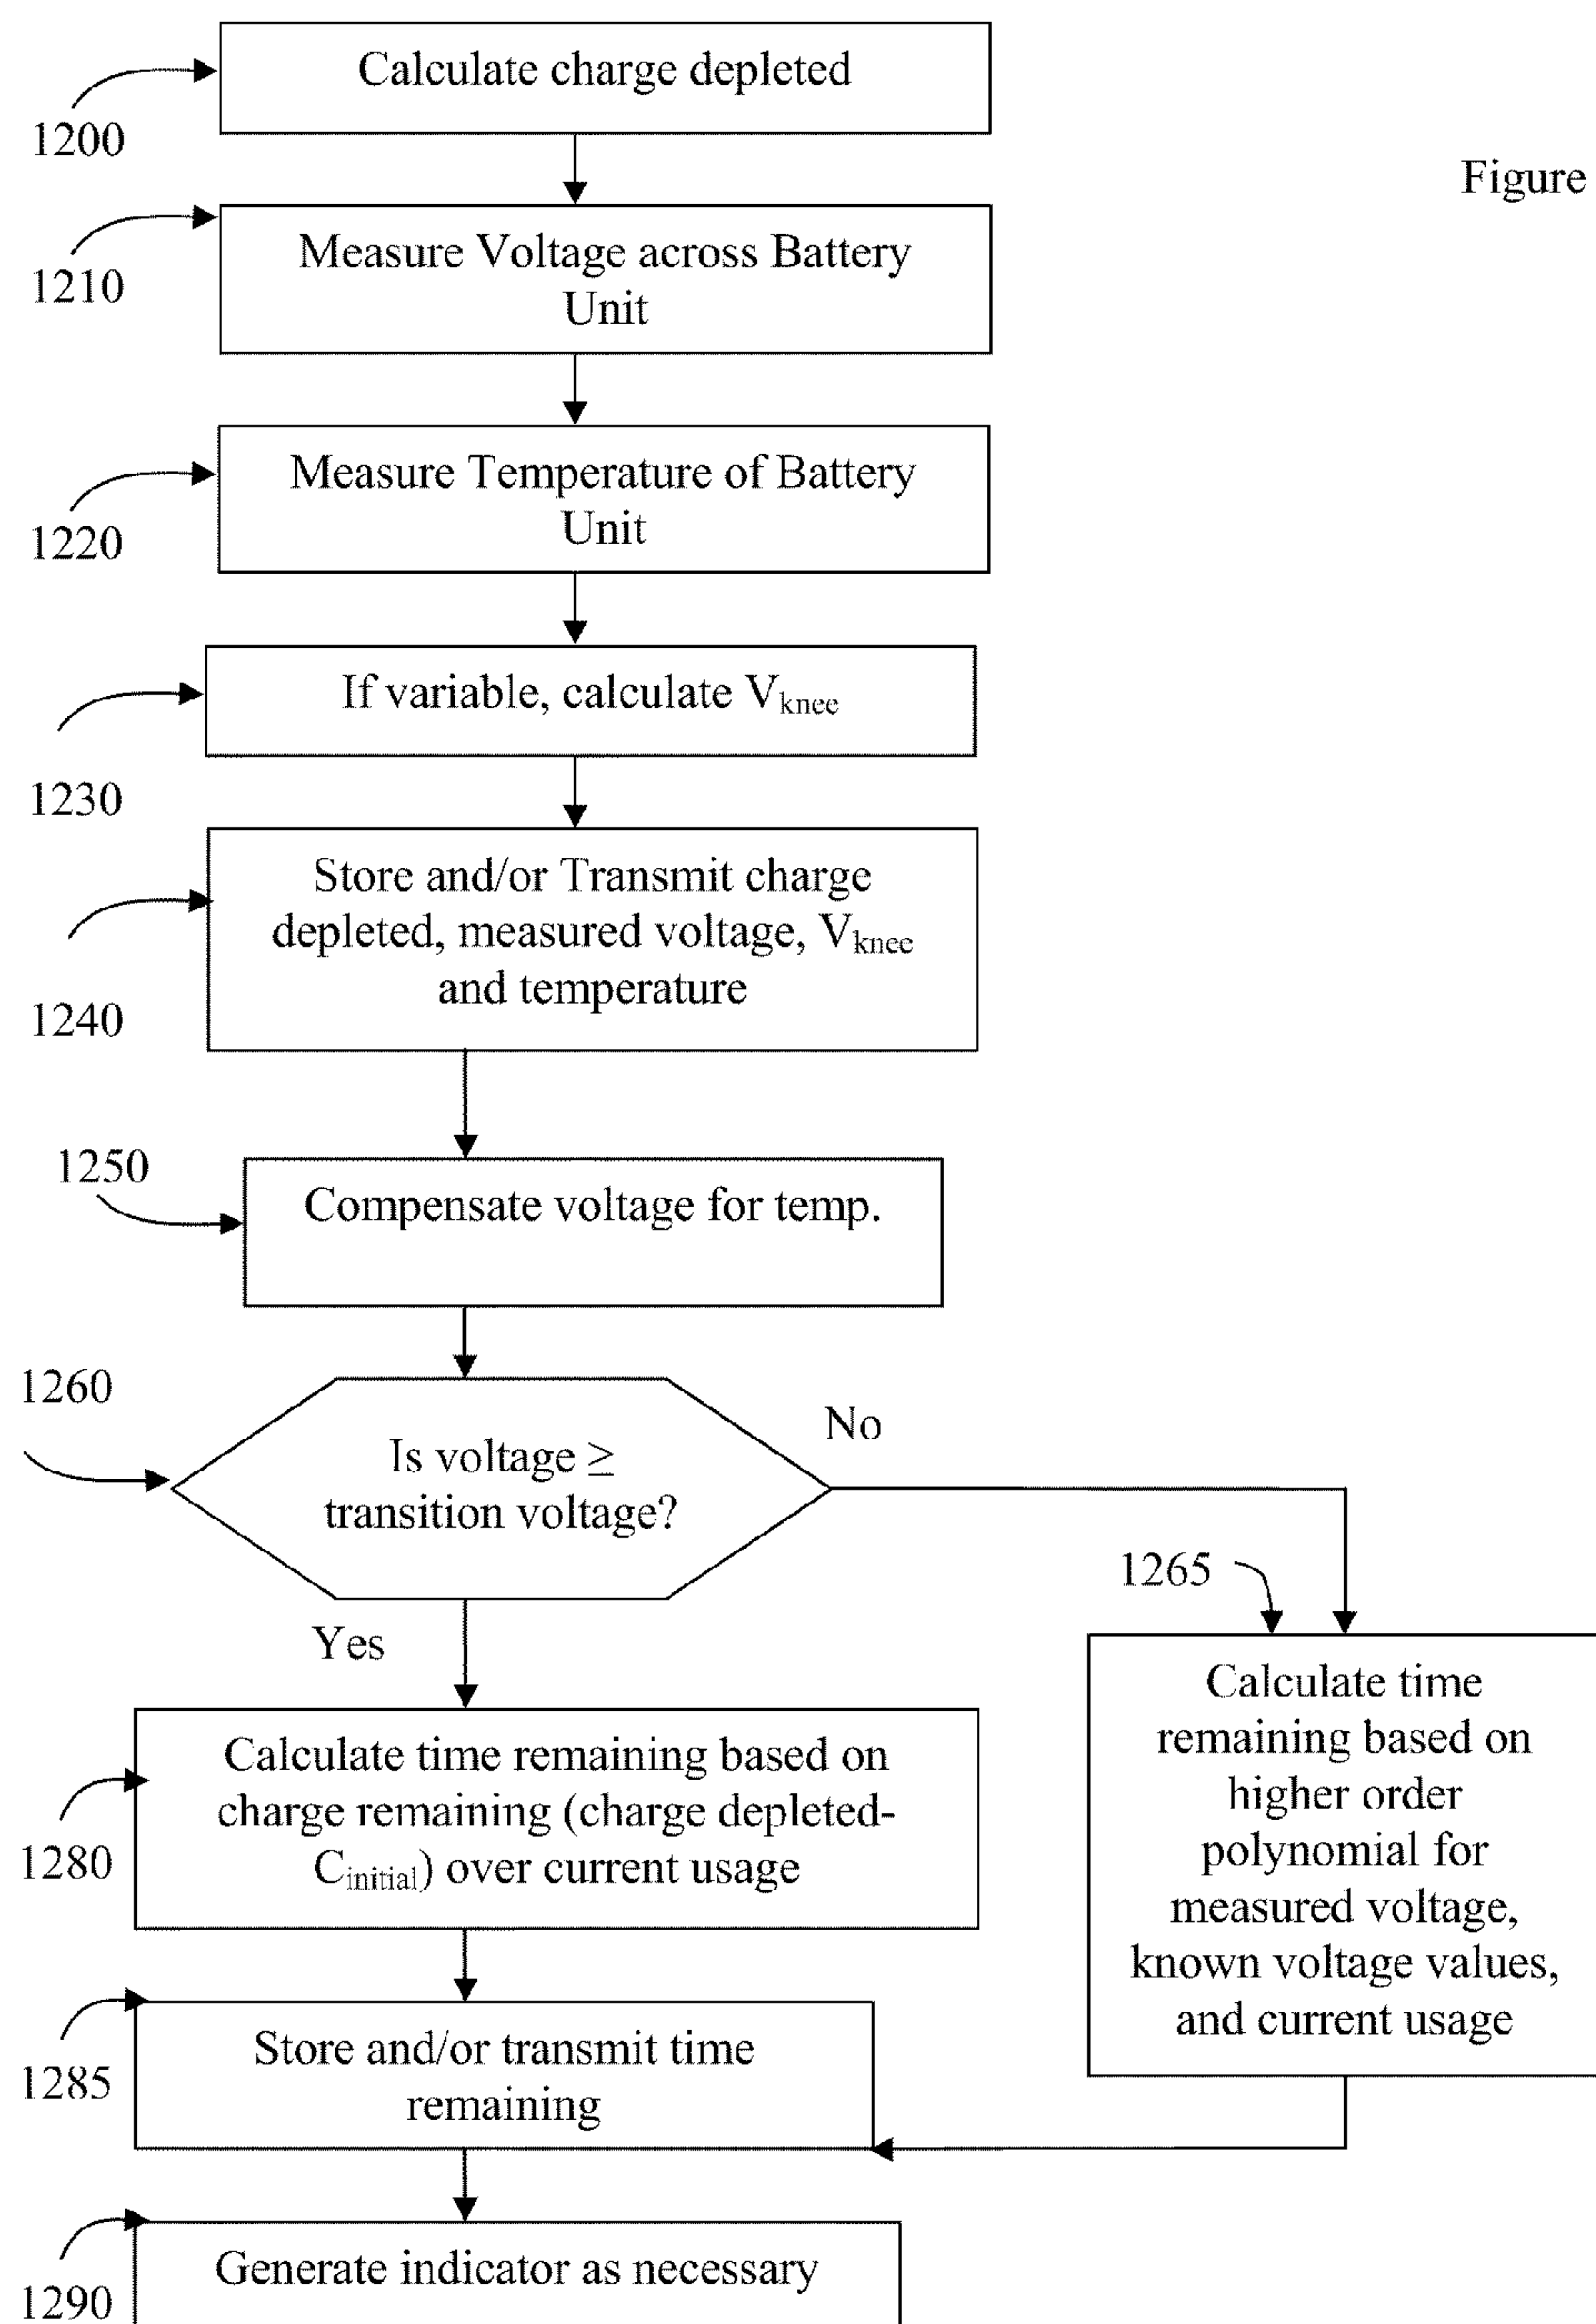 Calculate charge depleted
1200
Figure
Measure Voltage across Battery
Unit
1210
Measure Temperature of Battery
Unit
1220
If variable, calculate Vknee
1230
Store and/or Transmit charge
depleted, measured voltage, Vknee
and temperature
1240
1250
Compensate voltage for temp.
1260
No
Is voltage ≥
transition voltage?
1265
Yes
Calculate time
remaining based on
higher order
polynomial for
measured voltage,
known voltage values,
and current usage
Calculate time remaining based on
charge remaining (charge depleted-
Cinitial) over current usage
1280
Store and/or transmit time
remaining
1285
Generate indicator as necessary
1290